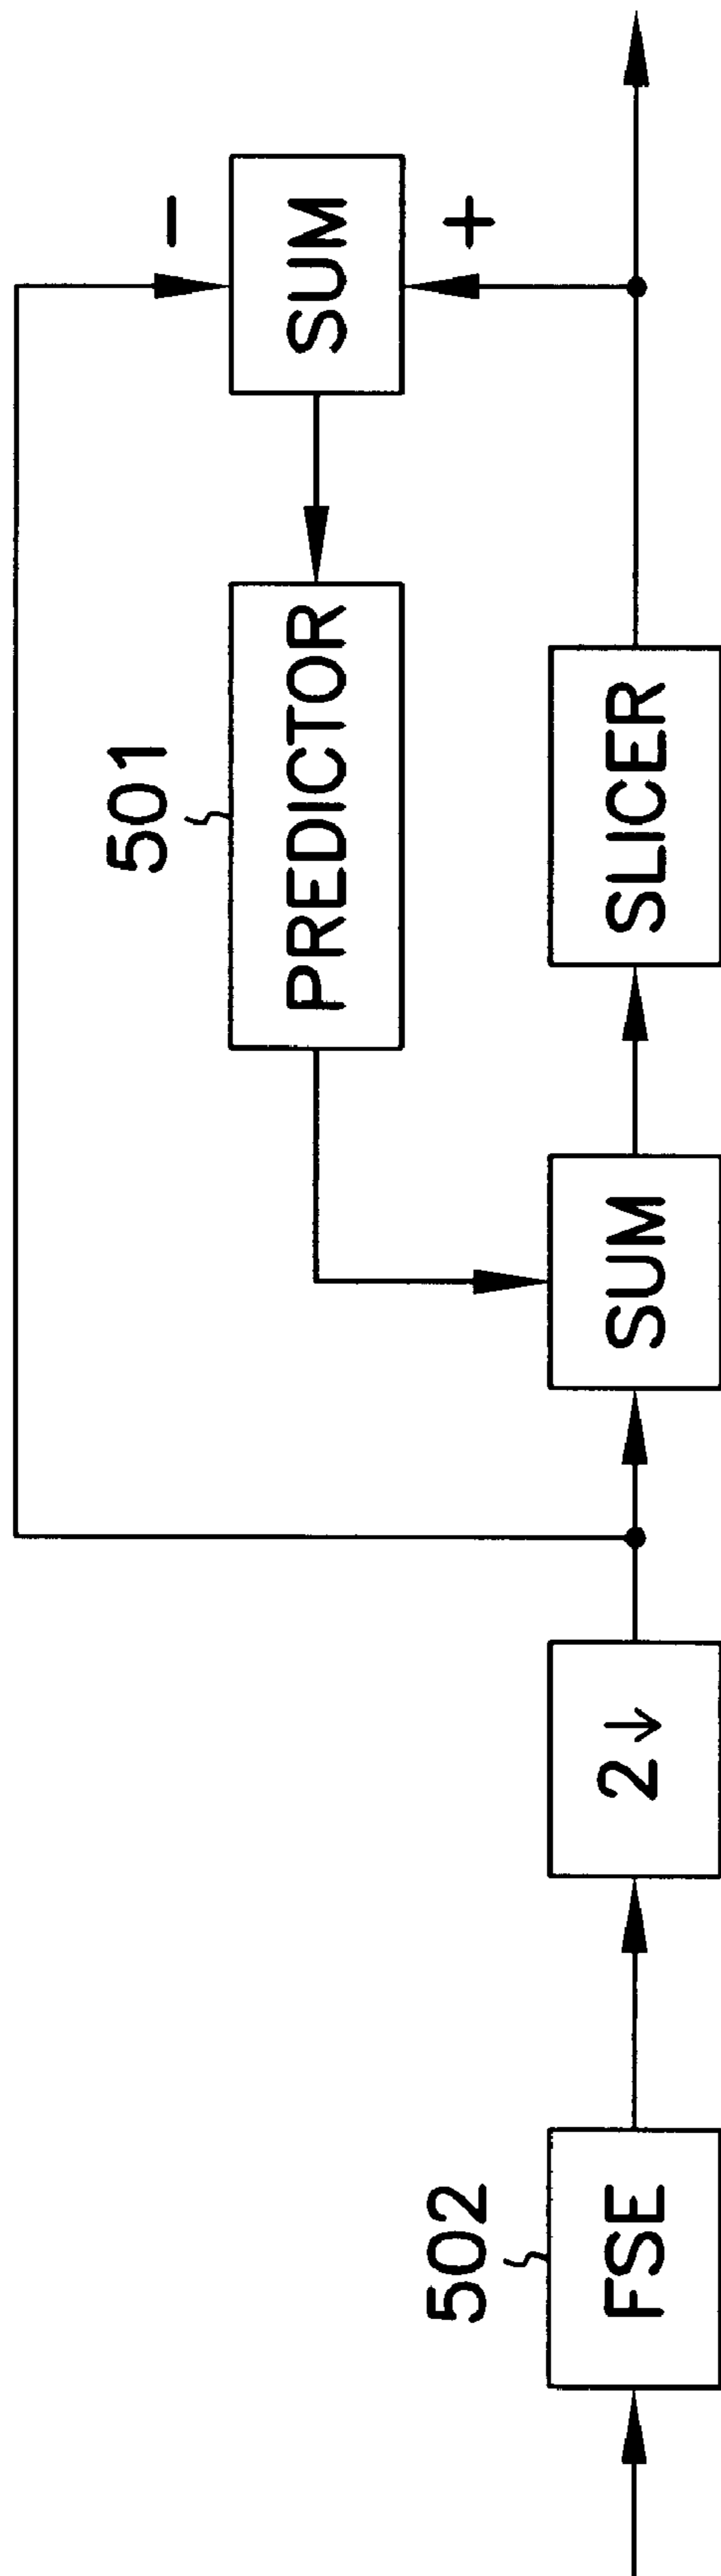 502
FSE
2↓
SUM
SLICER
501
PREDICTOR
SUM
−
+